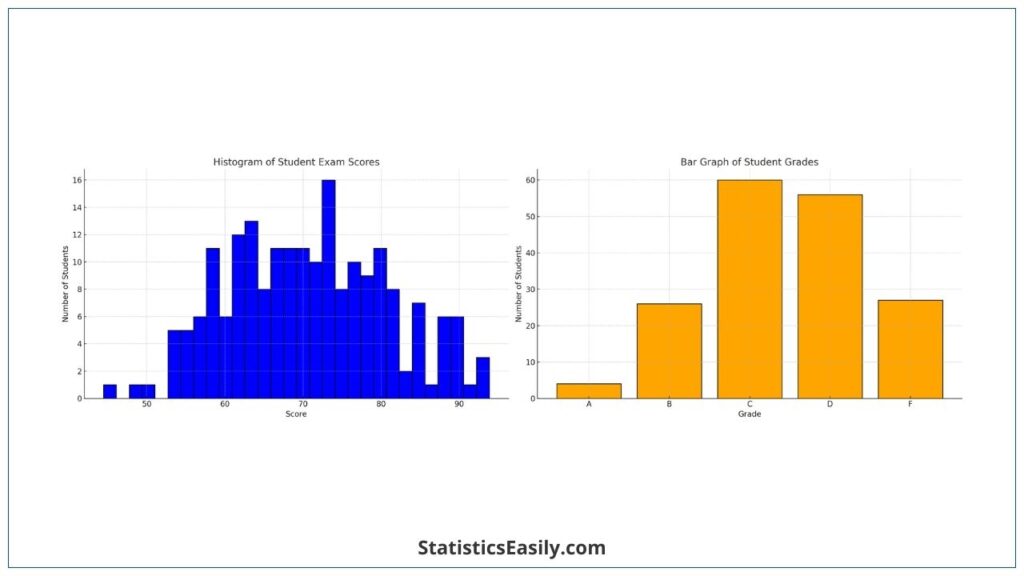 Histogram of Student Exam Scores
Number of Students
16
14
12
10
8
6
4
2
0
50 60 70 80 90
Score
Bar Graph of Student Grades
Number of Students
60
50
40
30
20
10
0
A B C D F
Grade
StatisticsEasily.com